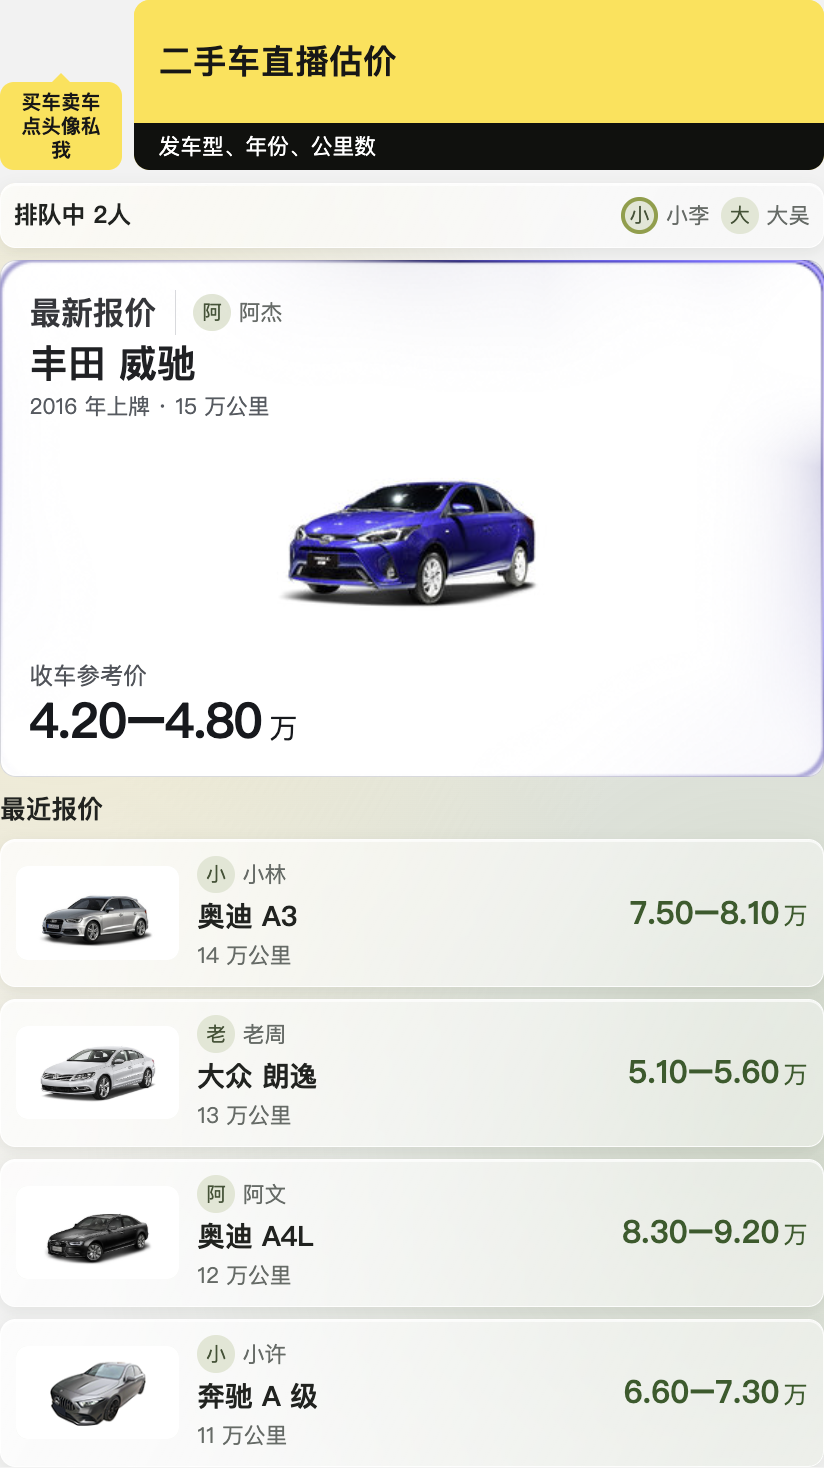 二手车直播估价
买车卖车
点头像私
我
发车型、年份、公里数
排队中 2人
小 小李 大 大吴
最新报价 阿 阿杰
丰田 威驰
2016 年上牌 · 15 万公里
收车参考价
4.20—4.80 万
最近报价
小 小林
奥迪 A3
14 万公里
7.50—8.10 万
老 老周
大众 朗逸
13 万公里
5.10—5.60 万
阿 阿文
奥迪 A4L
12 万公里
8.30—9.20 万
小 小许
奔驰 A 级
11 万公里
6.60—7.30 万